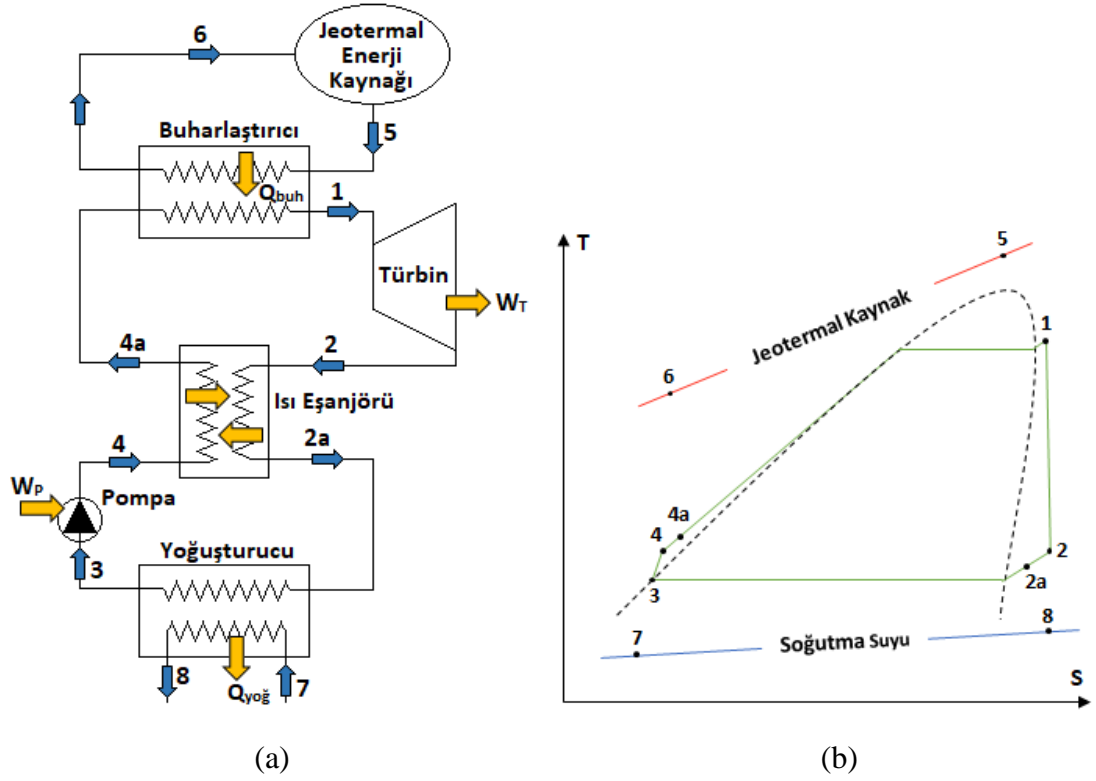 6
Jeotermal
Enerji
Kaynağı
5
Buharlaştırıcı
Qbuh
1
Türbin
WT
4a
2
Isı Eşanjörü
4
2a
WP
Pompa
3
Yoğuşturucu
8
Qyoğ
7
(a)
T
5
Jeotermal Kaynak
6
1
4
4a
2
2a
3
8
7
Soğutma Suyu
S
(b)